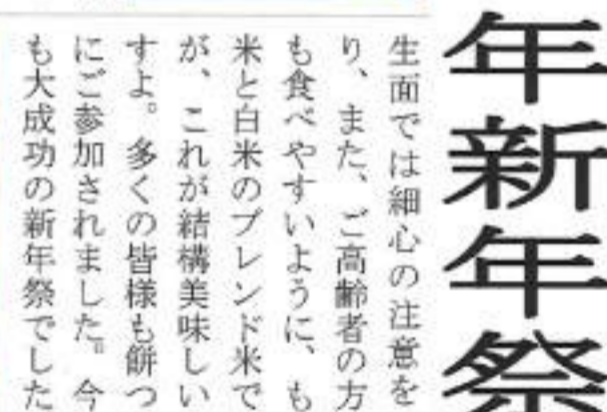 年新年祭
生面では細心の注意を
り、また、ご高齢者の方
も食べやすいように、も
米と白米のブレンド米で
が、これが結構美味しい
すよ。多くの皆様も餅つ
にご参加されました。今
も大成功の新年祭でした